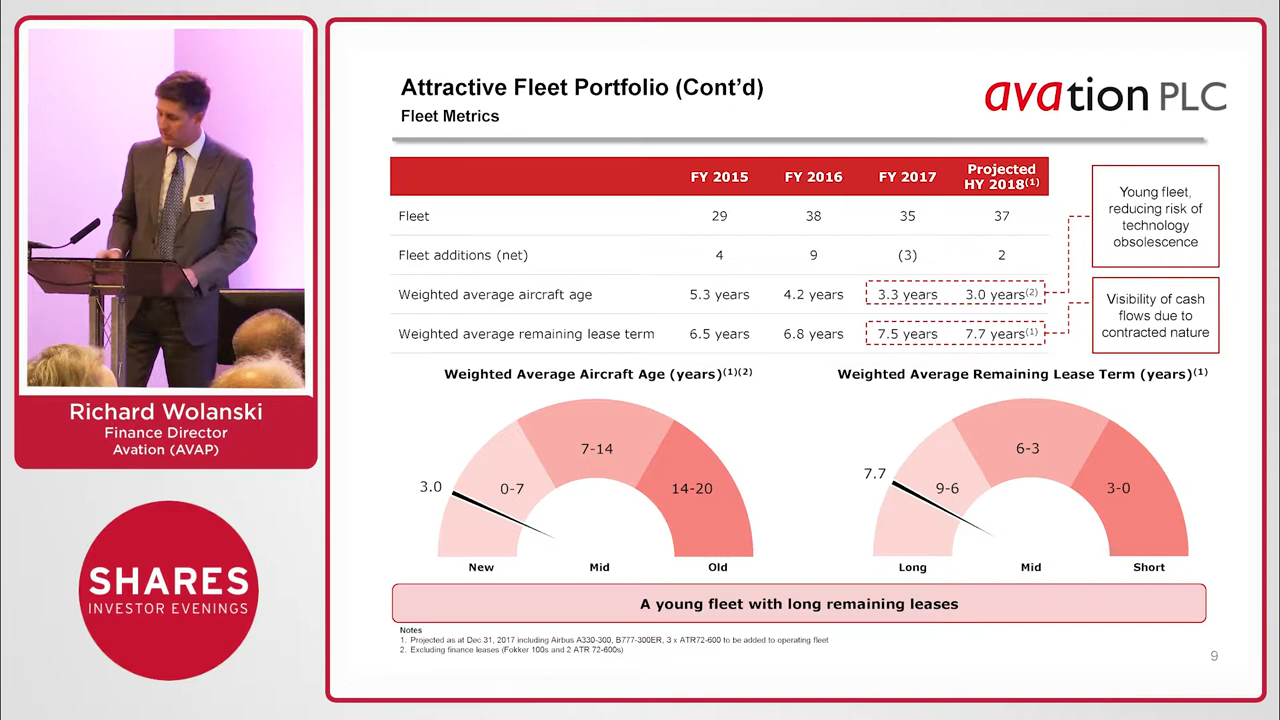 Richard Wolanski
Finance Director
Avation (AVAP)
SHARES
INVESTOR EVENINGS
Attractive Fleet Portfolio (Cont'd)
Fleet Metrics
avation PLC
FY 2015 FY 2016 FY 2017 Projected HY 2018(1)
Fleet 29 38 35 37
Fleet additions (net) 4 9 (3) 2
Weighted average aircraft age 5.3 years 4.2 years 3.3 years 3.0 years(2)
Weighted average remaining lease term 6.5 years 6.8 years 7.5 years 7.7 years(1)
Young fleet,
reducing risk of
technology
obsolescence
Visibility of cash
flows due to
contracted nature
Weighted Average Aircraft Age (years)(1)(2)
3.0
0-7
7-14
14-20
New Mid Old
Weighted Average Remaining Lease Term (years)(1)
7.7
9-6
6-3
3-0
Long Mid Short
A young fleet with long remaining leases
Notes
1. Projected as at Dec 31, 2017 including Airbus A330-300, B777-300ER, 3 x ATR72-600 to be added to operating fleet
2. Excluding finance leases (Fokker 100s and 2 ATR 72-600s)
9